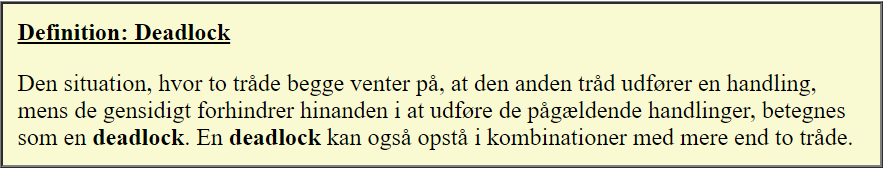 Definition: Deadlock
Den situation, hvor to tråde begge venter på, at den anden tråd udfører en handling,
mens de gensidigt forhindrer hinanden i at udføre de pågældende handlinger, betegnes
som en deadlock. En deadlock kan også opstå i kombinationer med mere end to tråde.